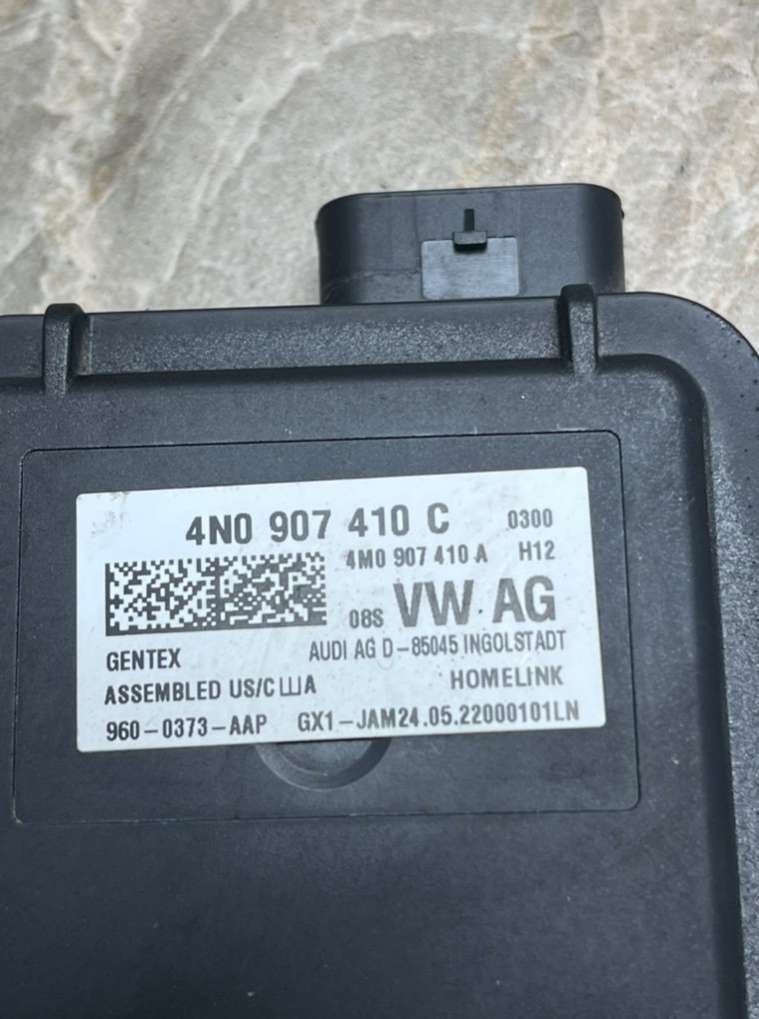 4N0 907 410 C 0300
4M0 907 410 A H12
08S VW AG
GENTEX AUDI AG D-85045 INGOLSTADT
ASSEMBLED US/США HOMELINK
960-0373-AAP GX1-JAM24.05.22000101LN